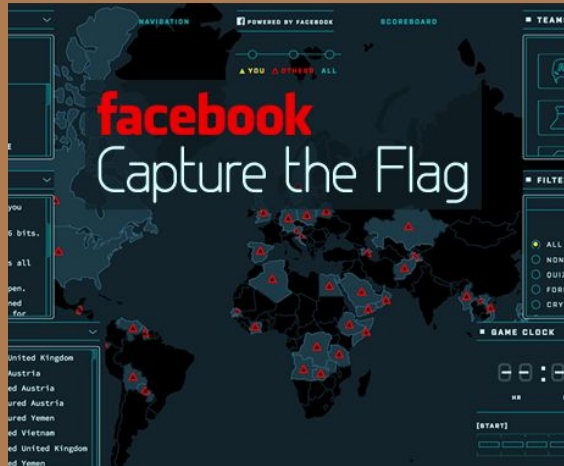 NAVIGATION
POWERED BY FACEBOOK
SCOREBOARD
TEAM
YOU OTHERS ALL
facebook
Capture the Flag
you
6 bits.
s all
pen.
ned
for
FILTE
ALL
NON
QUIZ
FOR
CRY
GAME CLOCK
HR
[START]
United Kingdom
Austria
ed Austria
ured Austria
ured Yemen
ed Vietnam
ed United Kingdom
ed Yemen